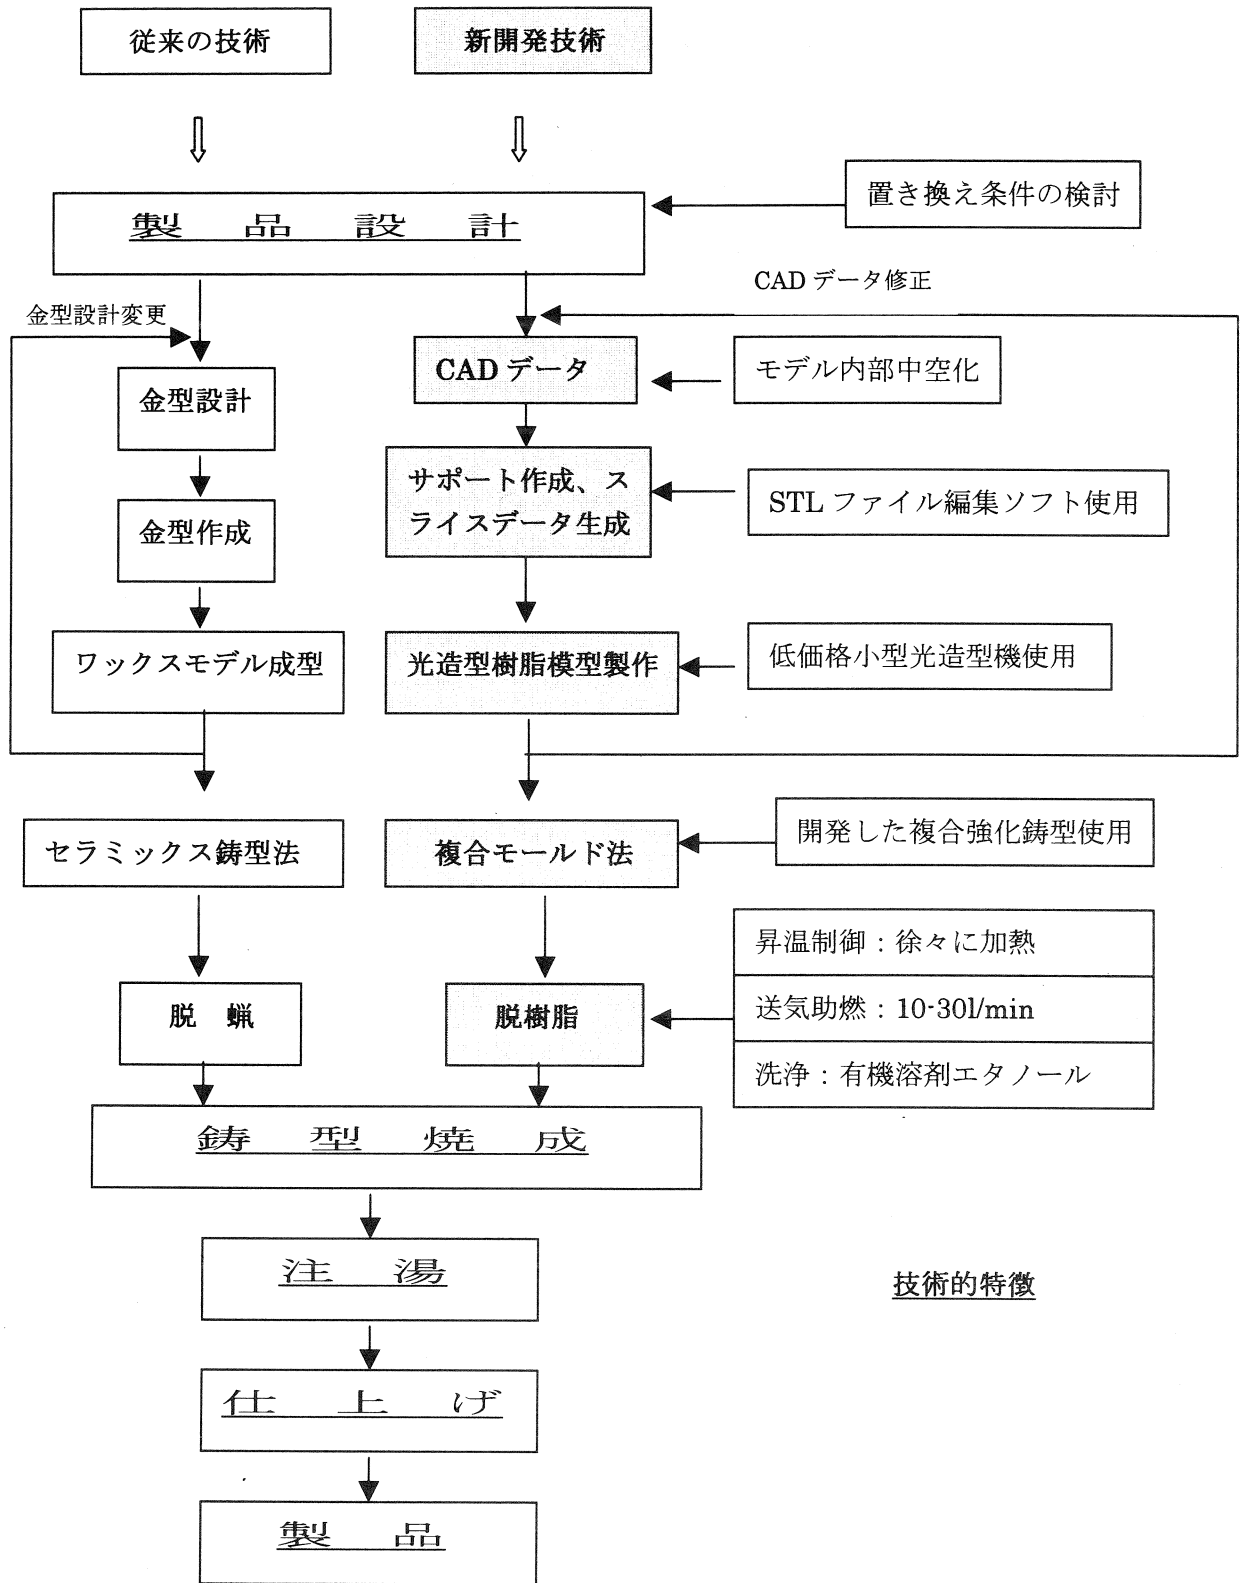 従来の技術
新開発技術
製品設計
置き換え条件の検討
金型設計変更
CAD データ修正
金型設計
CAD データ
モデル内部中空化
金型作成
サポート作成、ス
ライスデータ生成
STL ファイル編集ソフト使用
ワックスモデル成型
光造型樹脂模型製作
低価格小型光造型機使用
セラミックス鋳型法
複合モールド法
開発した複合強化鋳型使用
脱 蝋
脱樹脂
昇温制御：徐々に加熱
送気助燃：10-30l/min
洗浄：有機溶剤エタノール
鋳型焼成
注湯
技術的特徴
仕上げ
製品